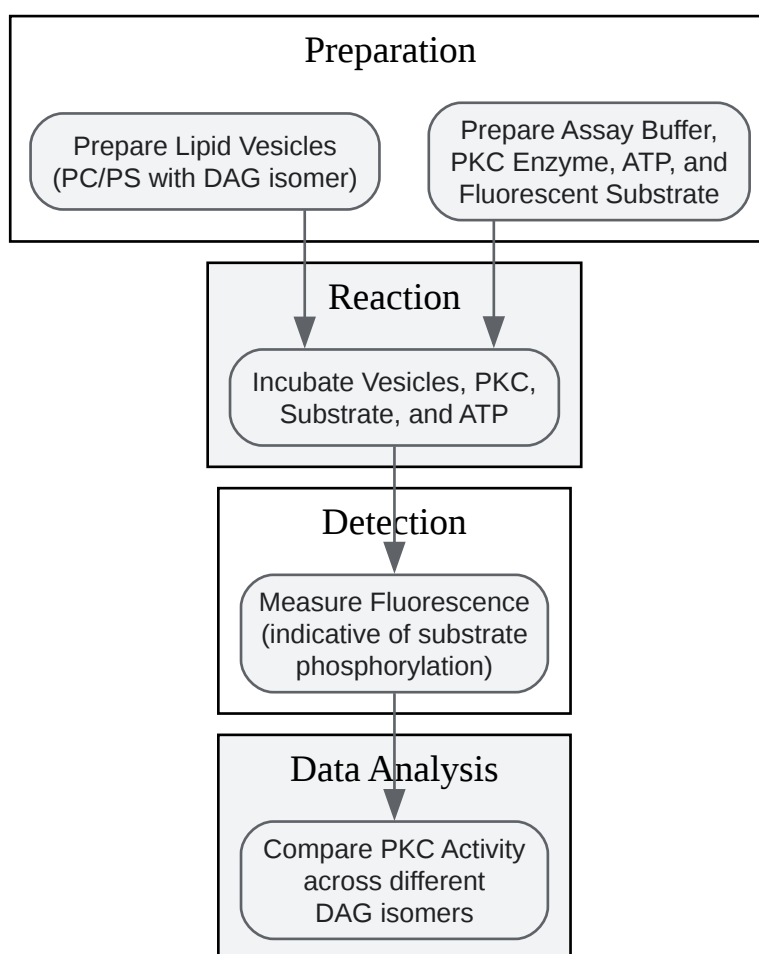 Preparation
Prepare Lipid Vesicles
(PC/PS with DAG isomer)
Prepare Assay Buffer,
PKC Enzyme, ATP, and
Fluorescent Substrate
Reaction
Incubate Vesicles, PKC,
Substrate, and ATP
Detection
Measure Fluorescence
(indicative of substrate
phosphorylation)
Data Analysis
Compare PKC Activity
across different
DAG isomers